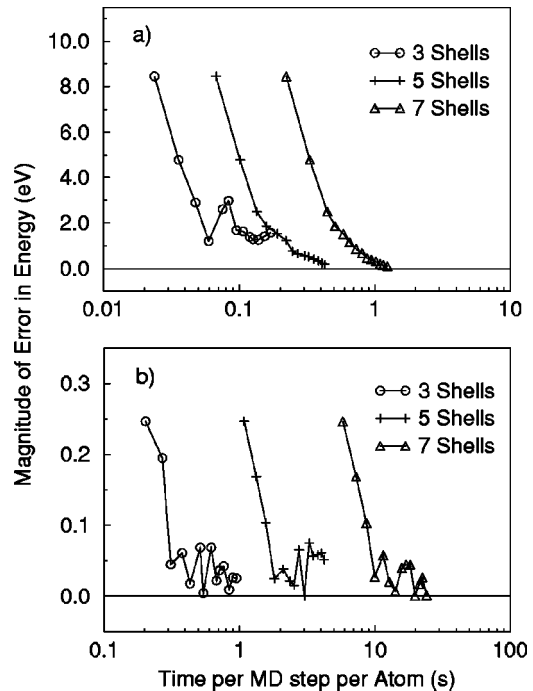 a)
3 Shells
5 Shells
7 Shells
10.0
8.0
6.0
4.0
2.0
0.0
0.01
0.1
1
10
Magnitude of Error in Energy (eV)
b)
3 Shells
5 Shells
7 Shells
0.3
0.2
0.1
0.0
0.1
1
10
100
Time per MD step per Atom (s)